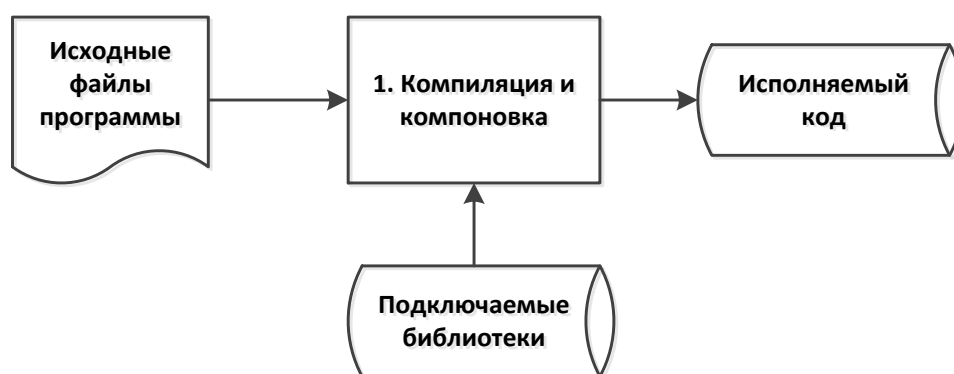 Исходные
файлы
программы
1. Компиляция и
компоновка
Исполняемый
код
Подключаемые
библиотеки